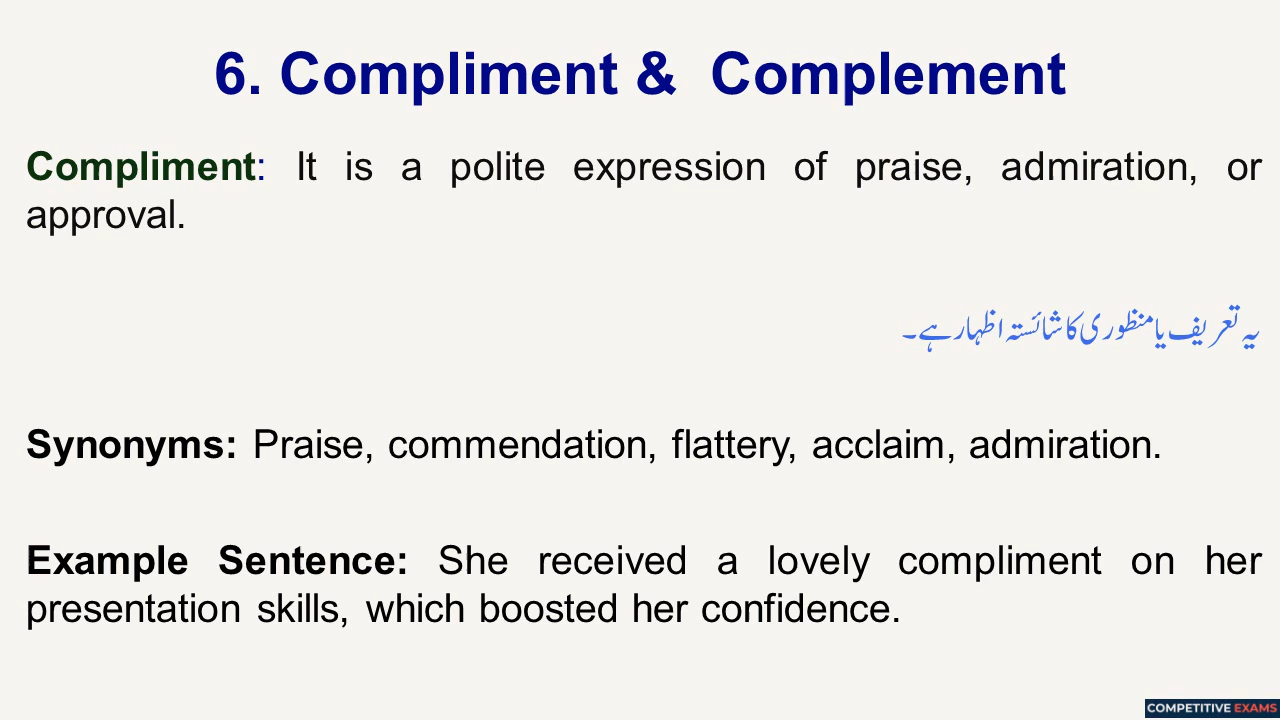 6. Compliment & Complement
Compliment: It is a polite expression of praise, admiration, or
approval.
یہ تعریف یا منظوری کا شائستہ اظہار ہے۔
Synonyms: Praise, commendation, flattery, acclaim, admiration.
Example Sentence: She received a lovely compliment on her
presentation skills, which boosted her confidence.
COMPETITIVE EXAMS